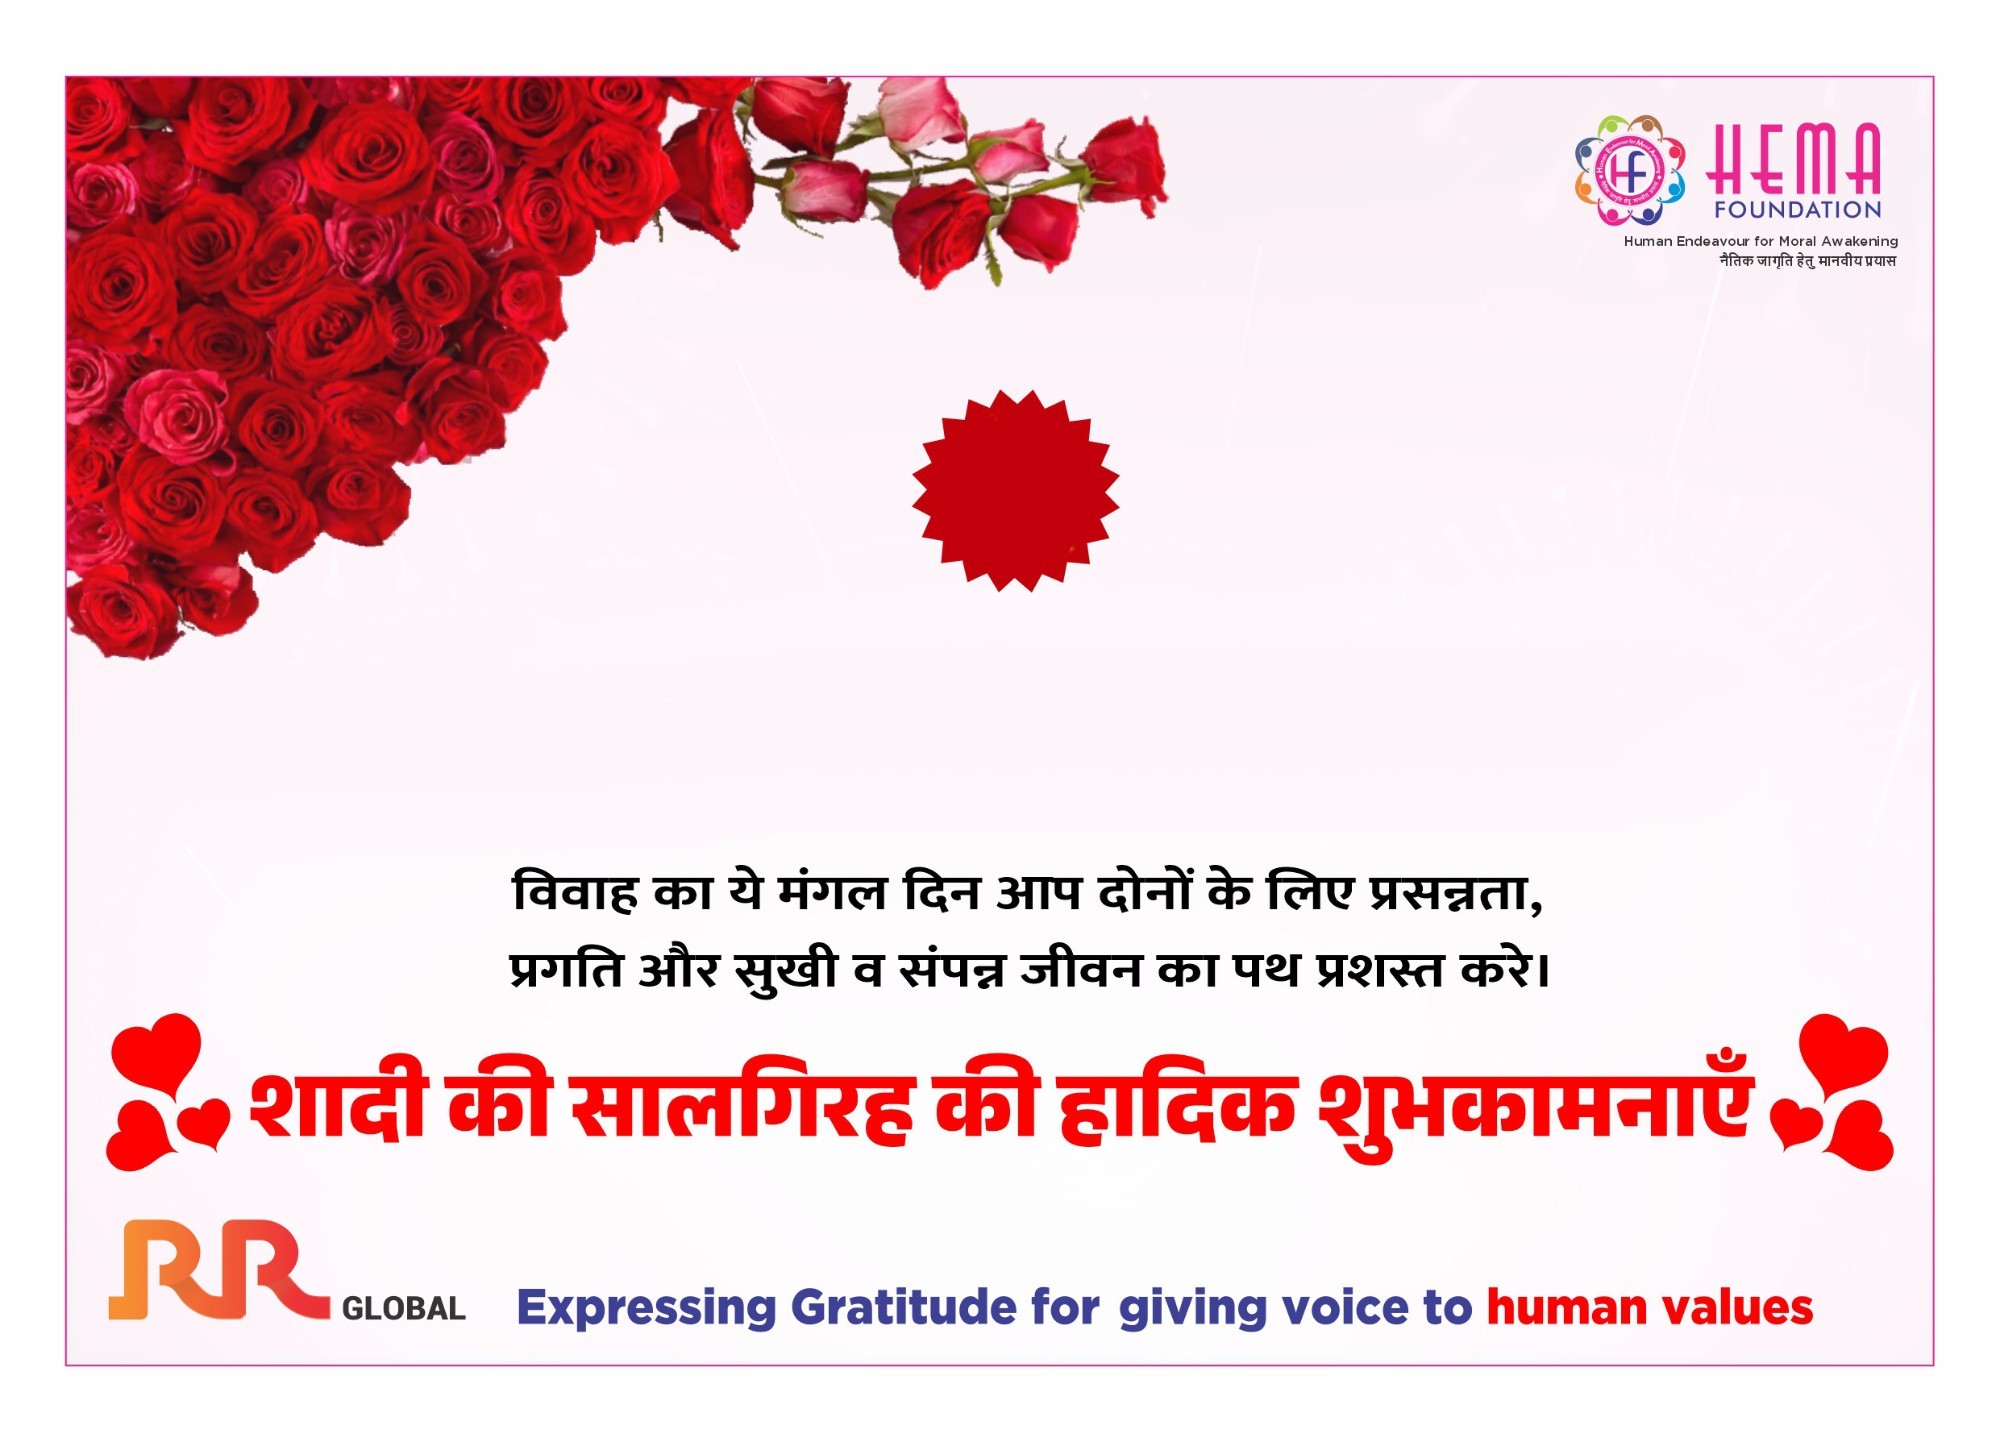 HEMA
FOUNDATION
Human Endeavour for Moral Awakening
नैतिक जागृति हेतु मानवीय प्रयास
विवाह का ये मंगल दिन आप दोनों के लिए प्रसन्नता,
प्रगति और सुखी व संपन्न जीवन का पथ प्रशस्त करे।
शादी की सालगिरह की हादिक शुभकामनाएँ
RR GLOBAL
Expressing Gratitude for giving voice to human values